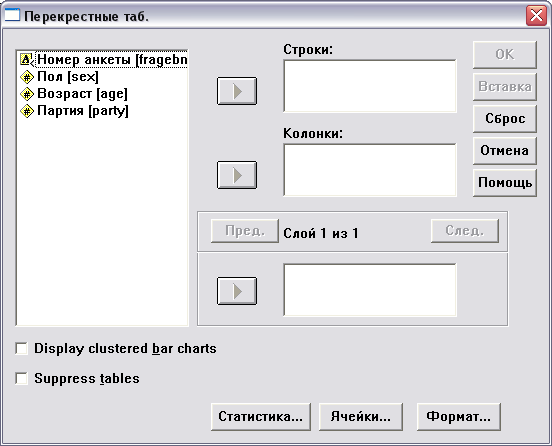 Перекрестные таб.
Номер анкеты [fragebn
Пол [sex]
Возраст [age]
Партия [party]
Строки:
Колонки:
OK
Вставка
Сброс
Отмена
Помощь
Пред.
Слой 1 из 1
След.
Display clustered bar charts
Suppress tables
Статистика...
Ячейки...
Формат...